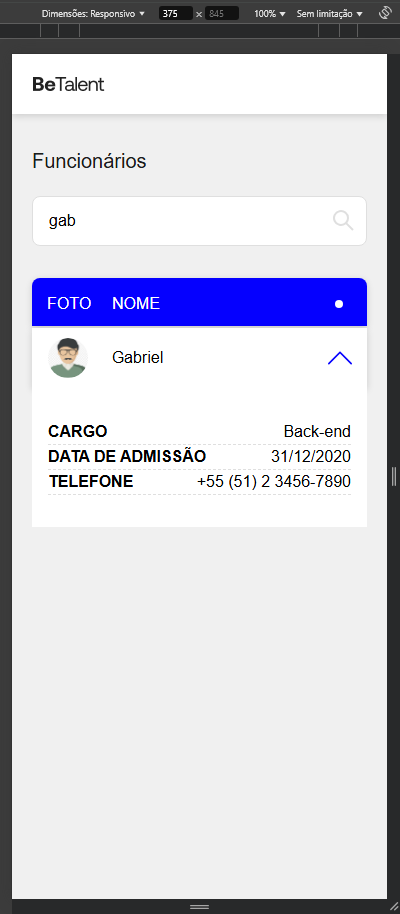 Dimensões: Responsivo 375 × 845 100% Sem limitação
BeTalent
Funcionários
gab
FOTO NOME
Gabriel
CARGO Back-end
DATA DE ADMISSÃO 31/12/2020
TELEFONE +55 (51) 2 3456-7890